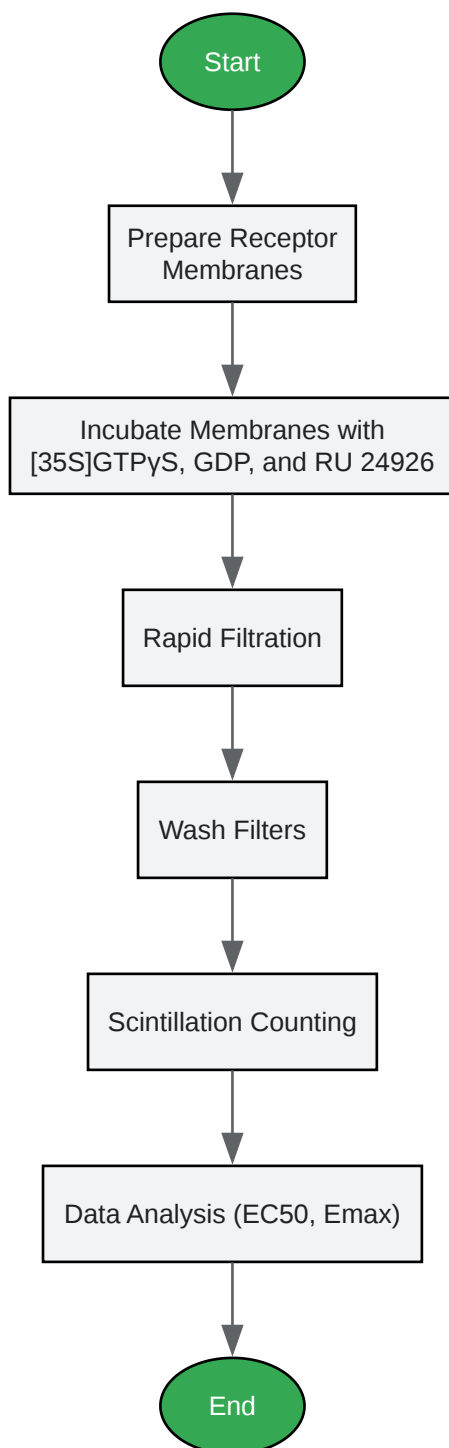 Start
Prepare Receptor
Membranes
Incubate Membranes with
[35S]GTPγS, GDP, and RU 24926
Rapid Filtration
Wash Filters
Scintillation Counting
Data Analysis (EC50, Emax)
End